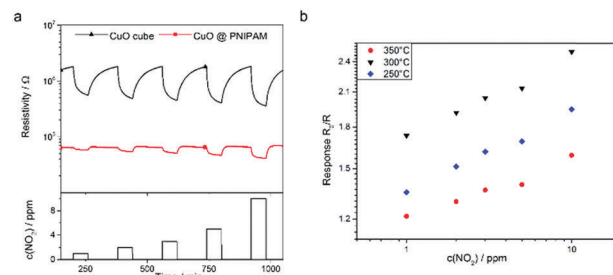 a
CuO cube
CuO @ PNIPAM
Resistivity / Ω
10⁷
10⁶
10⁵
c(NO₂) / ppm
8
4
0
250
500
750
1000
b
350°C
300°C
250°C
Response R₀/R
2.4
2.1
1.8
1.5
1.2
1
10
c(NO₂) / ppm